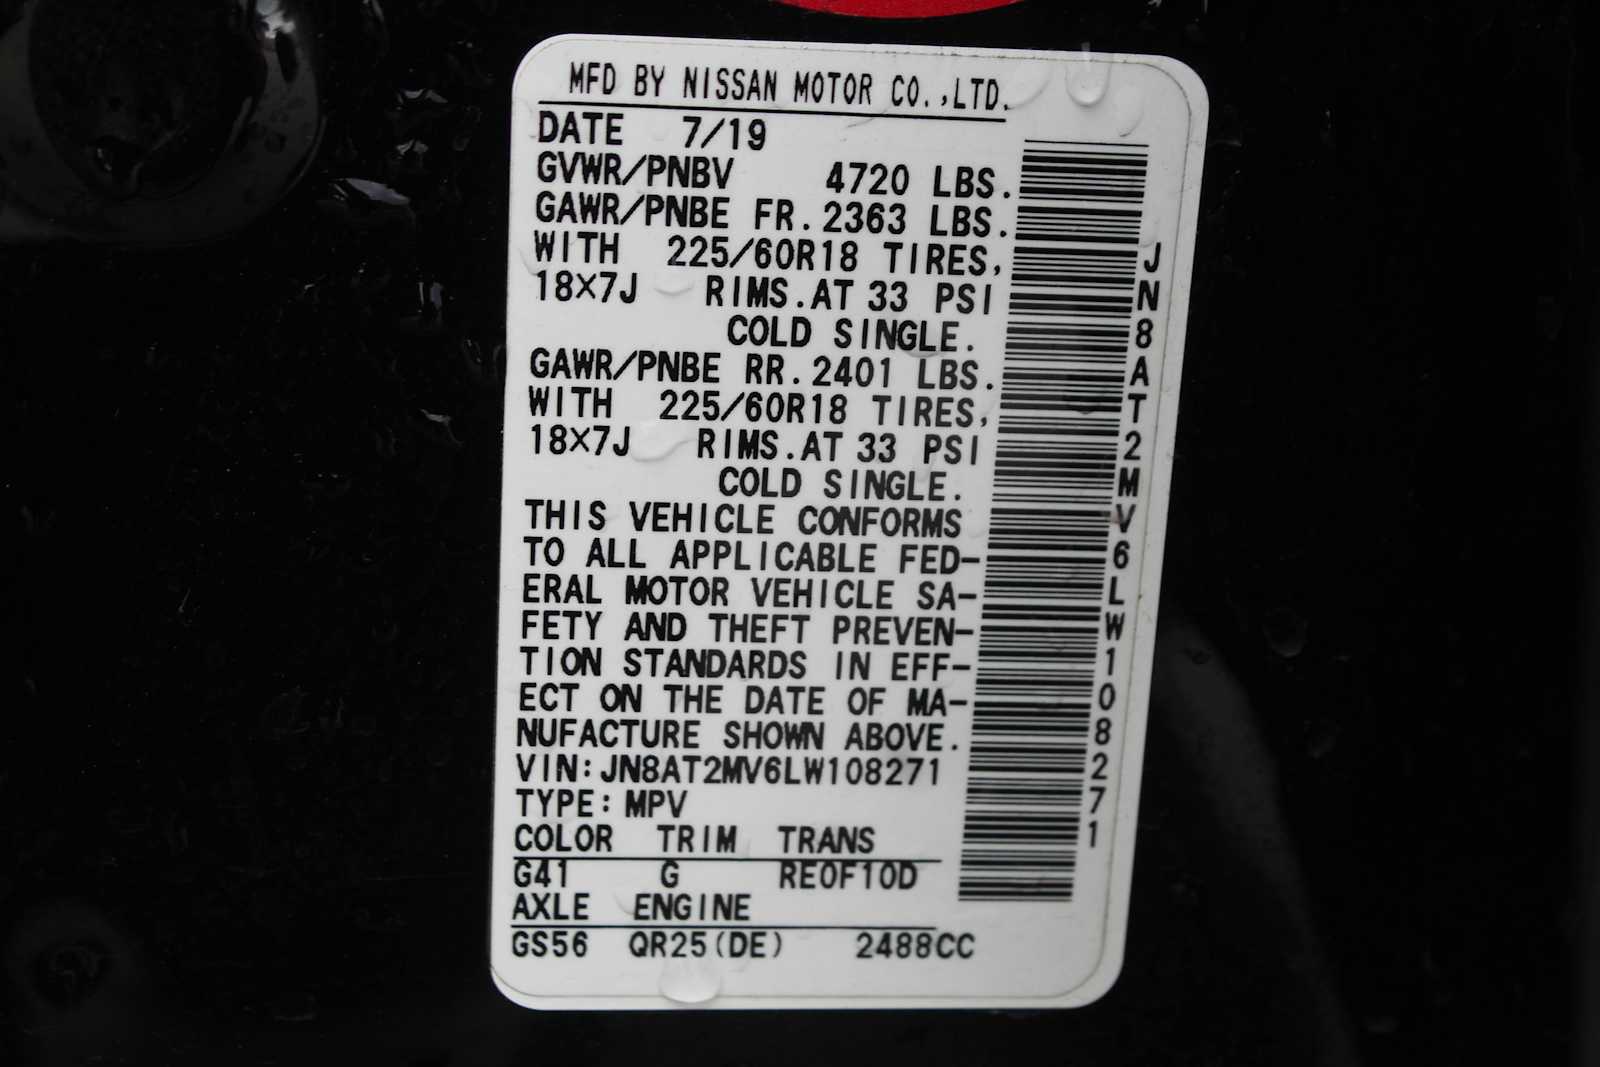 MFD BY NISSAN MOTOR CO.,LTD.
DATE 7/19
GVWR/PNBV 4720 LBS.
GAWR/PNBE FR.2363 LBS.
WITH 225/60R18 TIRES,
18×7J RIMS.AT 33 PSI
COLD SINGLE.
GAWR/PNBE RR.2401 LBS.
WITH 225/60R18 TIRES,
18×7J RIMS.AT 33 PSI
COLD SINGLE.
THIS VEHICLE CONFORMS
TO ALL APPLICABLE FED-
ERAL MOTOR VEHICLE SA-
FETY AND THEFT PREVEN-
TION STANDARDS IN EFF-
ECT ON THE DATE OF MA-
NUFACTURE SHOWN ABOVE.
VIN:JN8AT2MV6LW108271
TYPE:MPV
COLOR TRIM TRANS
G41 G RE0F10D
AXLE ENGINE
GS56 QR25(DE) 2488CC
JN8AT2MV6LW108271